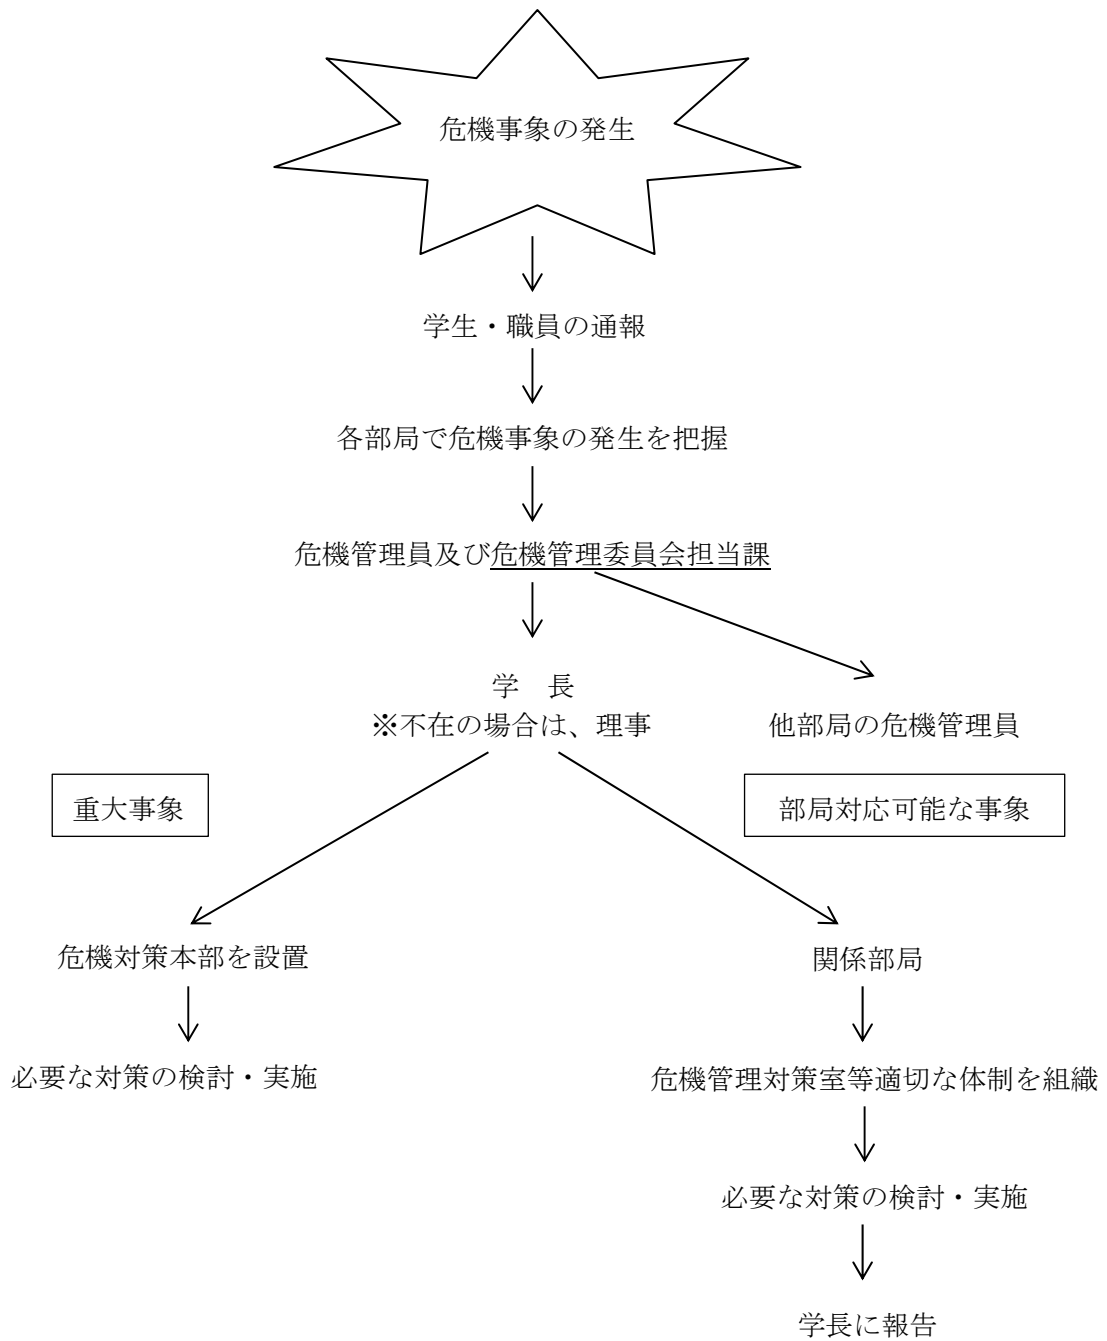 危機事象の発生
学生・職員の通報
各部局で危機事象の発生を把握
危機管理員及び危機管理委員会担当課
学　長
※不在の場合は、理事
他部局の危機管理員
重大事象
部局対応可能な事象
危機対策本部を設置
関係部局
必要な対策の検討・実施
危機管理対策室等適切な体制を組織
必要な対策の検討・実施
学長に報告